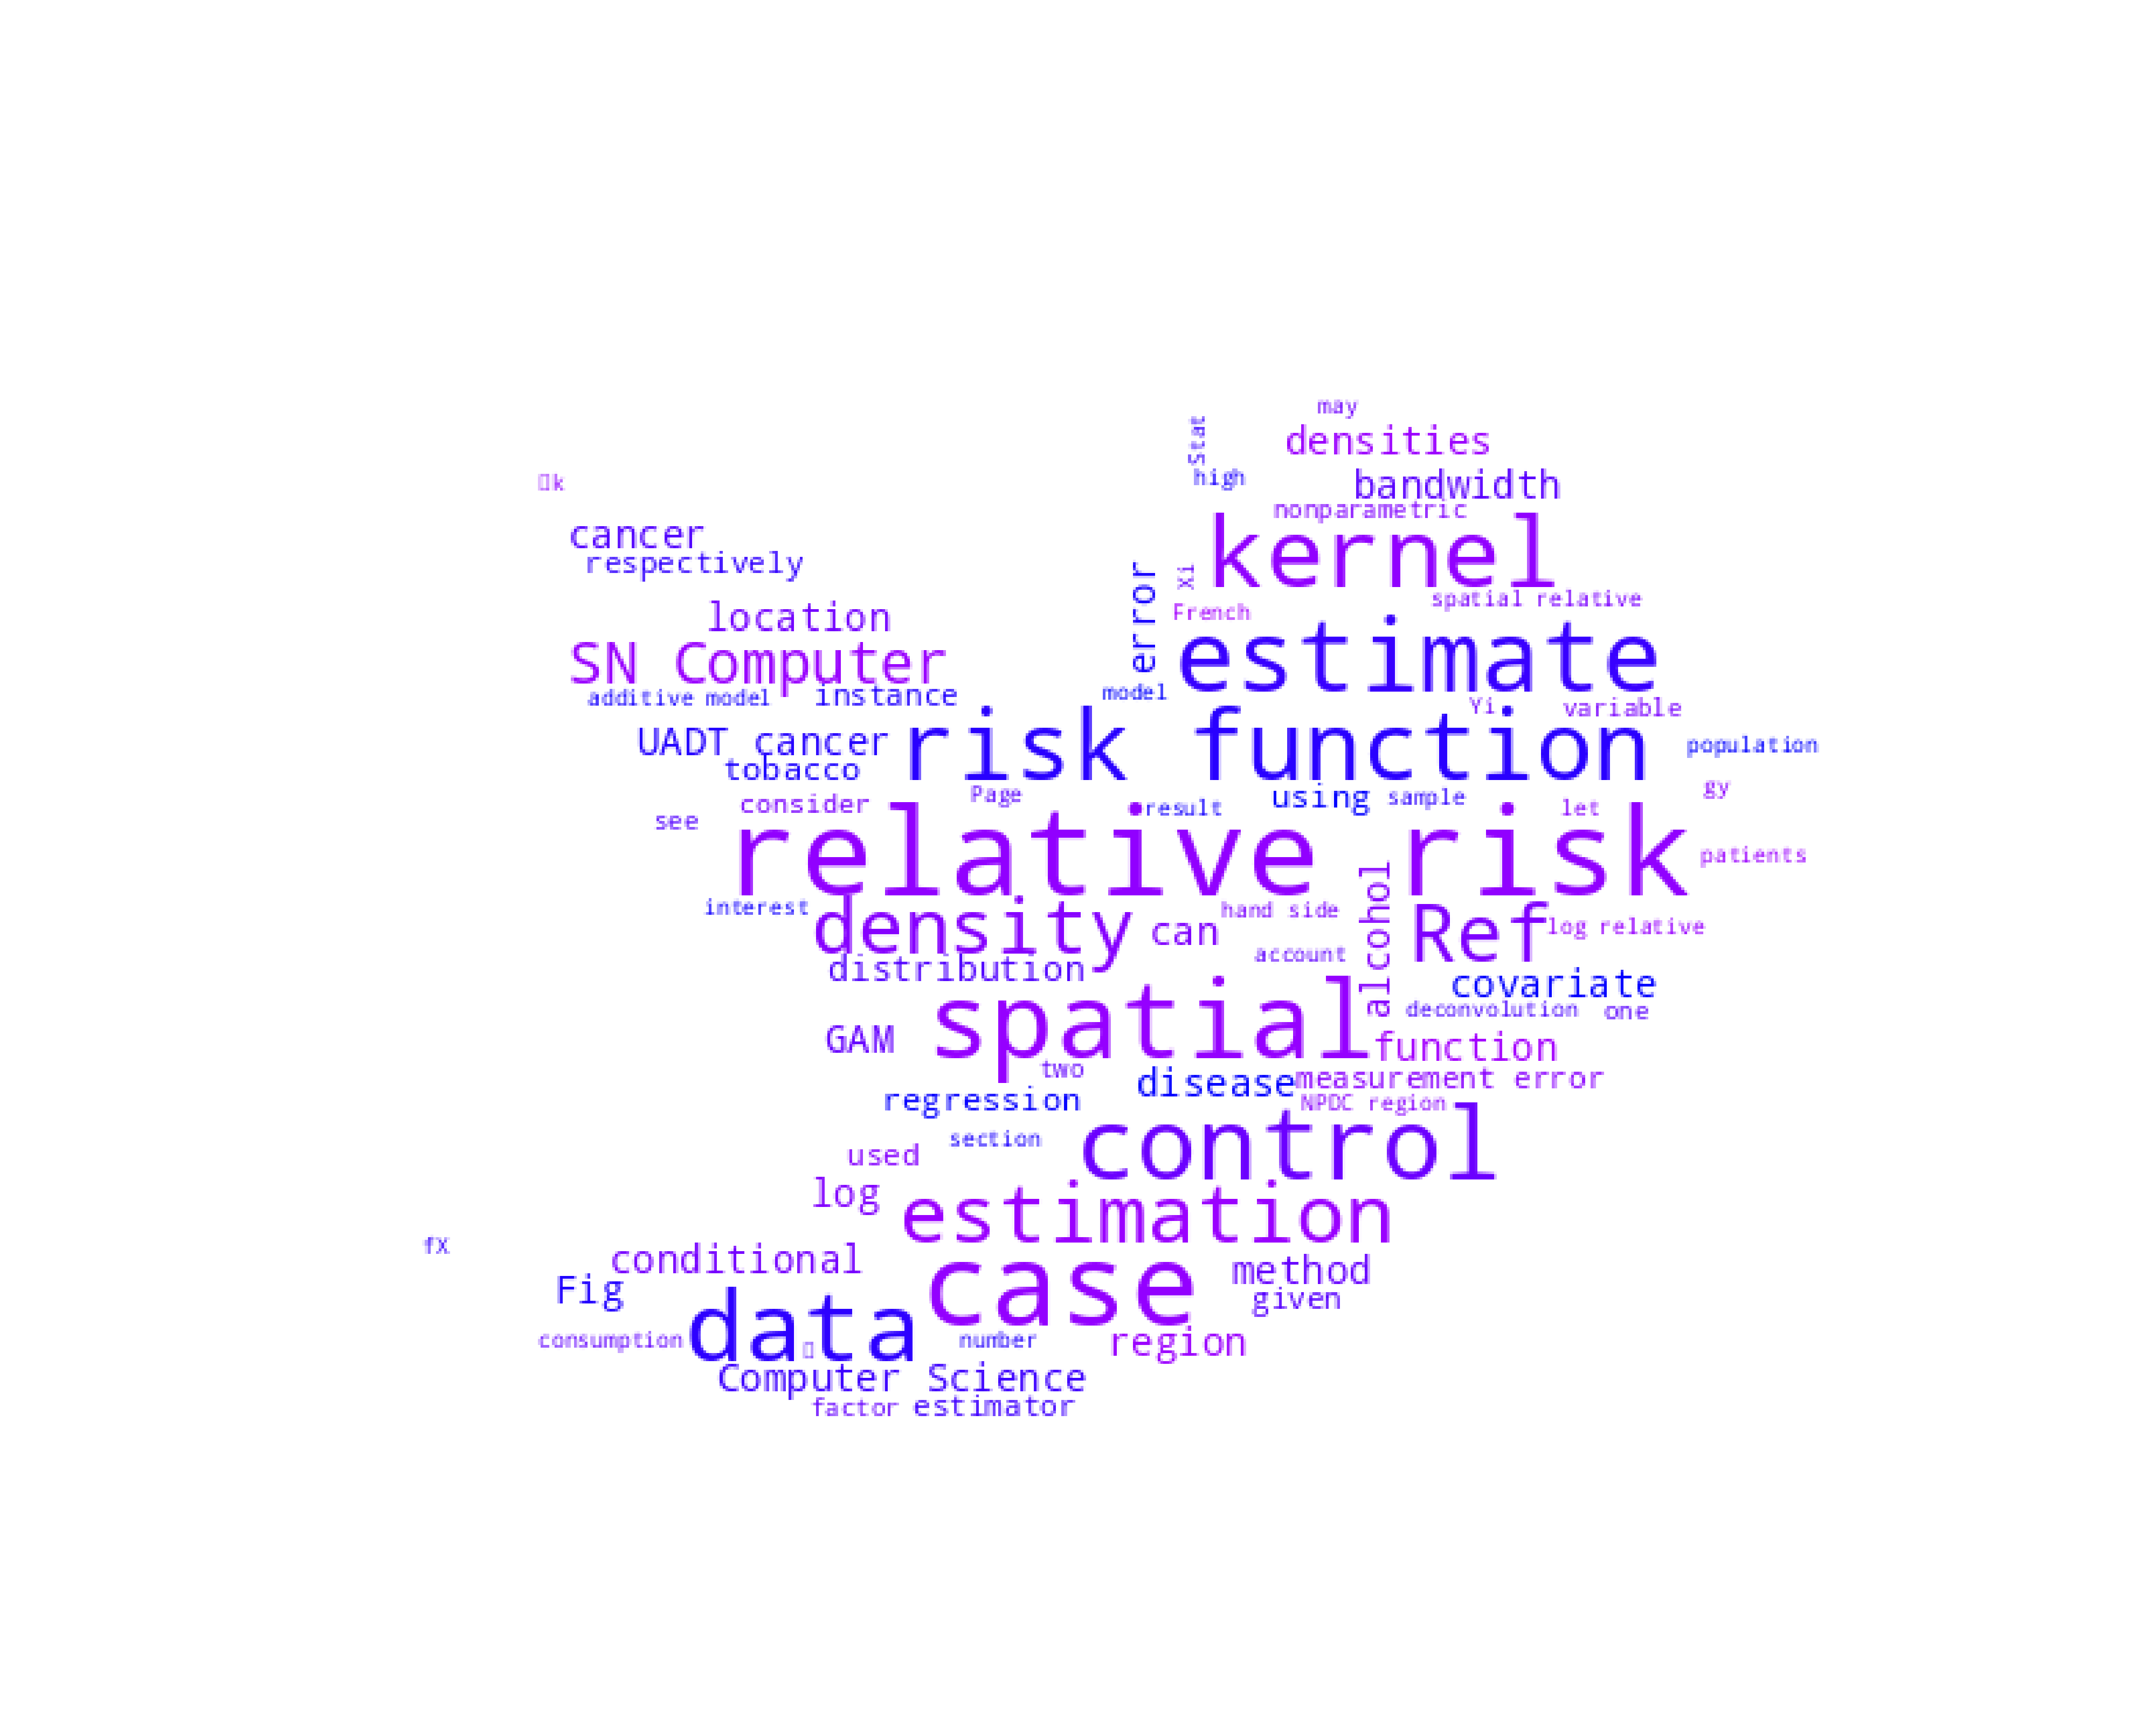 may
Stat
densities
high
k
bandwidth
nonparametric
cancer
kernel
respectively
error
Xi
spatial relative
French
location
estimate
SN Computer
additive model
instance
model
Yi
variable
risk function
UADT cancer
population
tobacco
gy
Page
using
sample
consider
result
let
see
relative risk
patients
alcohol
interest
hand side
density
can
Ref
log relative
account
distribution
covariate
spatial
deconvolution
one
GAM
function
two
disease
measurement error
regression
NPDC region
control
section
used
log
estimation
fX
conditional
case
method
Fig
given
data
consumption
number
region
Computer Science
factor
estimator